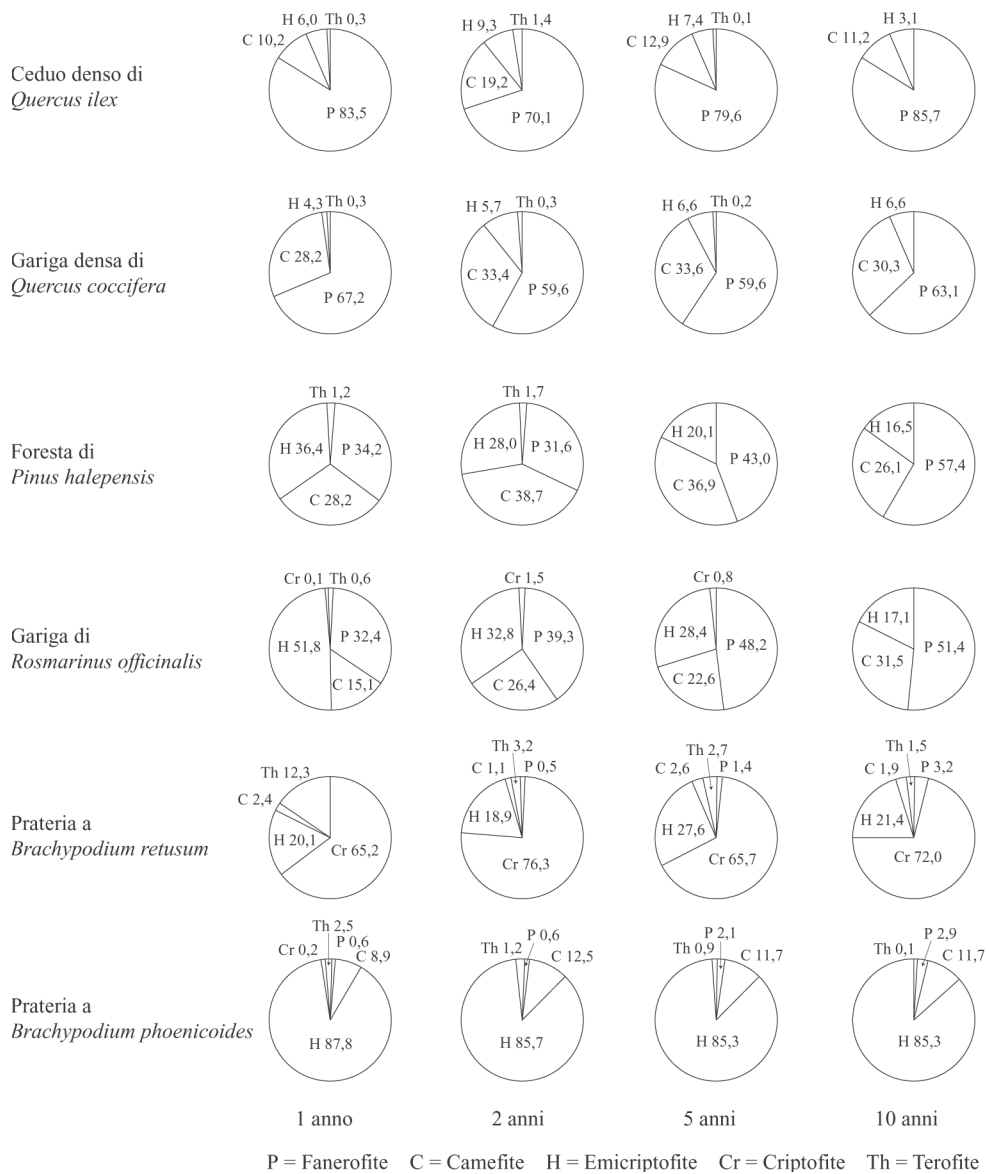 H 6,0 Th 0,3 H 9,3 Th 1,4 H 7,4 Th 0,1 H 3,1
C 10,2 C 12,9 C 11,2
Ceduo denso di
Quercus ilex
C 19,2
P 83,5 P 70,1 P 79,6 P 85,7
H 4,3 Th 0,3 H 5,7 Th 0,3 H 6,6 Th 0,2 H 6,6
Gariga densa di
Quercus coccifera
C 28,2 C 33,4 C 33,6 C 30,3
P 67,2 P 59,6 P 59,6 P 63,1
Th 1,2 Th 1,7
Foresta di
Pinus halepensis
H 36,4 P 34,2 H 28,0 P 31,6 H 20,1 P 43,0 H 16,5 P 57,4
C 28,2 C 38,7 C 36,9 C 26,1
Cr 0,1 Th 0,6 Cr 1,5 Cr 0,8
Gariga di
Rosmarinus officinalis
H 51,8 P 32,4 H 32,8 P 39,3 H 28,4 P 48,2 H 17,1 P 51,4
C 15,1 C 26,4 C 22,6 C 31,5
Th 3,2 Th 2,7 Th 1,5
Th 12,3 C 1,1 P 0,5 C 2,6 P 1,4 C 1,9 P 3,2
C 2,4
Prateria a
Brachypodium retusum
H 20,1 H 18,9 H 27,6 H 21,4
Cr 65,2 Cr 76,3 Cr 65,7 Cr 72,0
Th 2,5 P 0,6 P 2,1 P 2,9
Cr 0,2 P 0,6 C 8,9 Th 1,2 C 12,5 Th 0,9 C 11,7 Th 0,1 C 11,7
Prateria a
Brachypodium phoenicoides
H 87,8 H 85,7 H 85,3 H 85,3
1 anno 2 anni 5 anni 10 anni
P = Fanerofite C = Camefite H = Emicriptofite Cr = Criptofite Th = Terofite